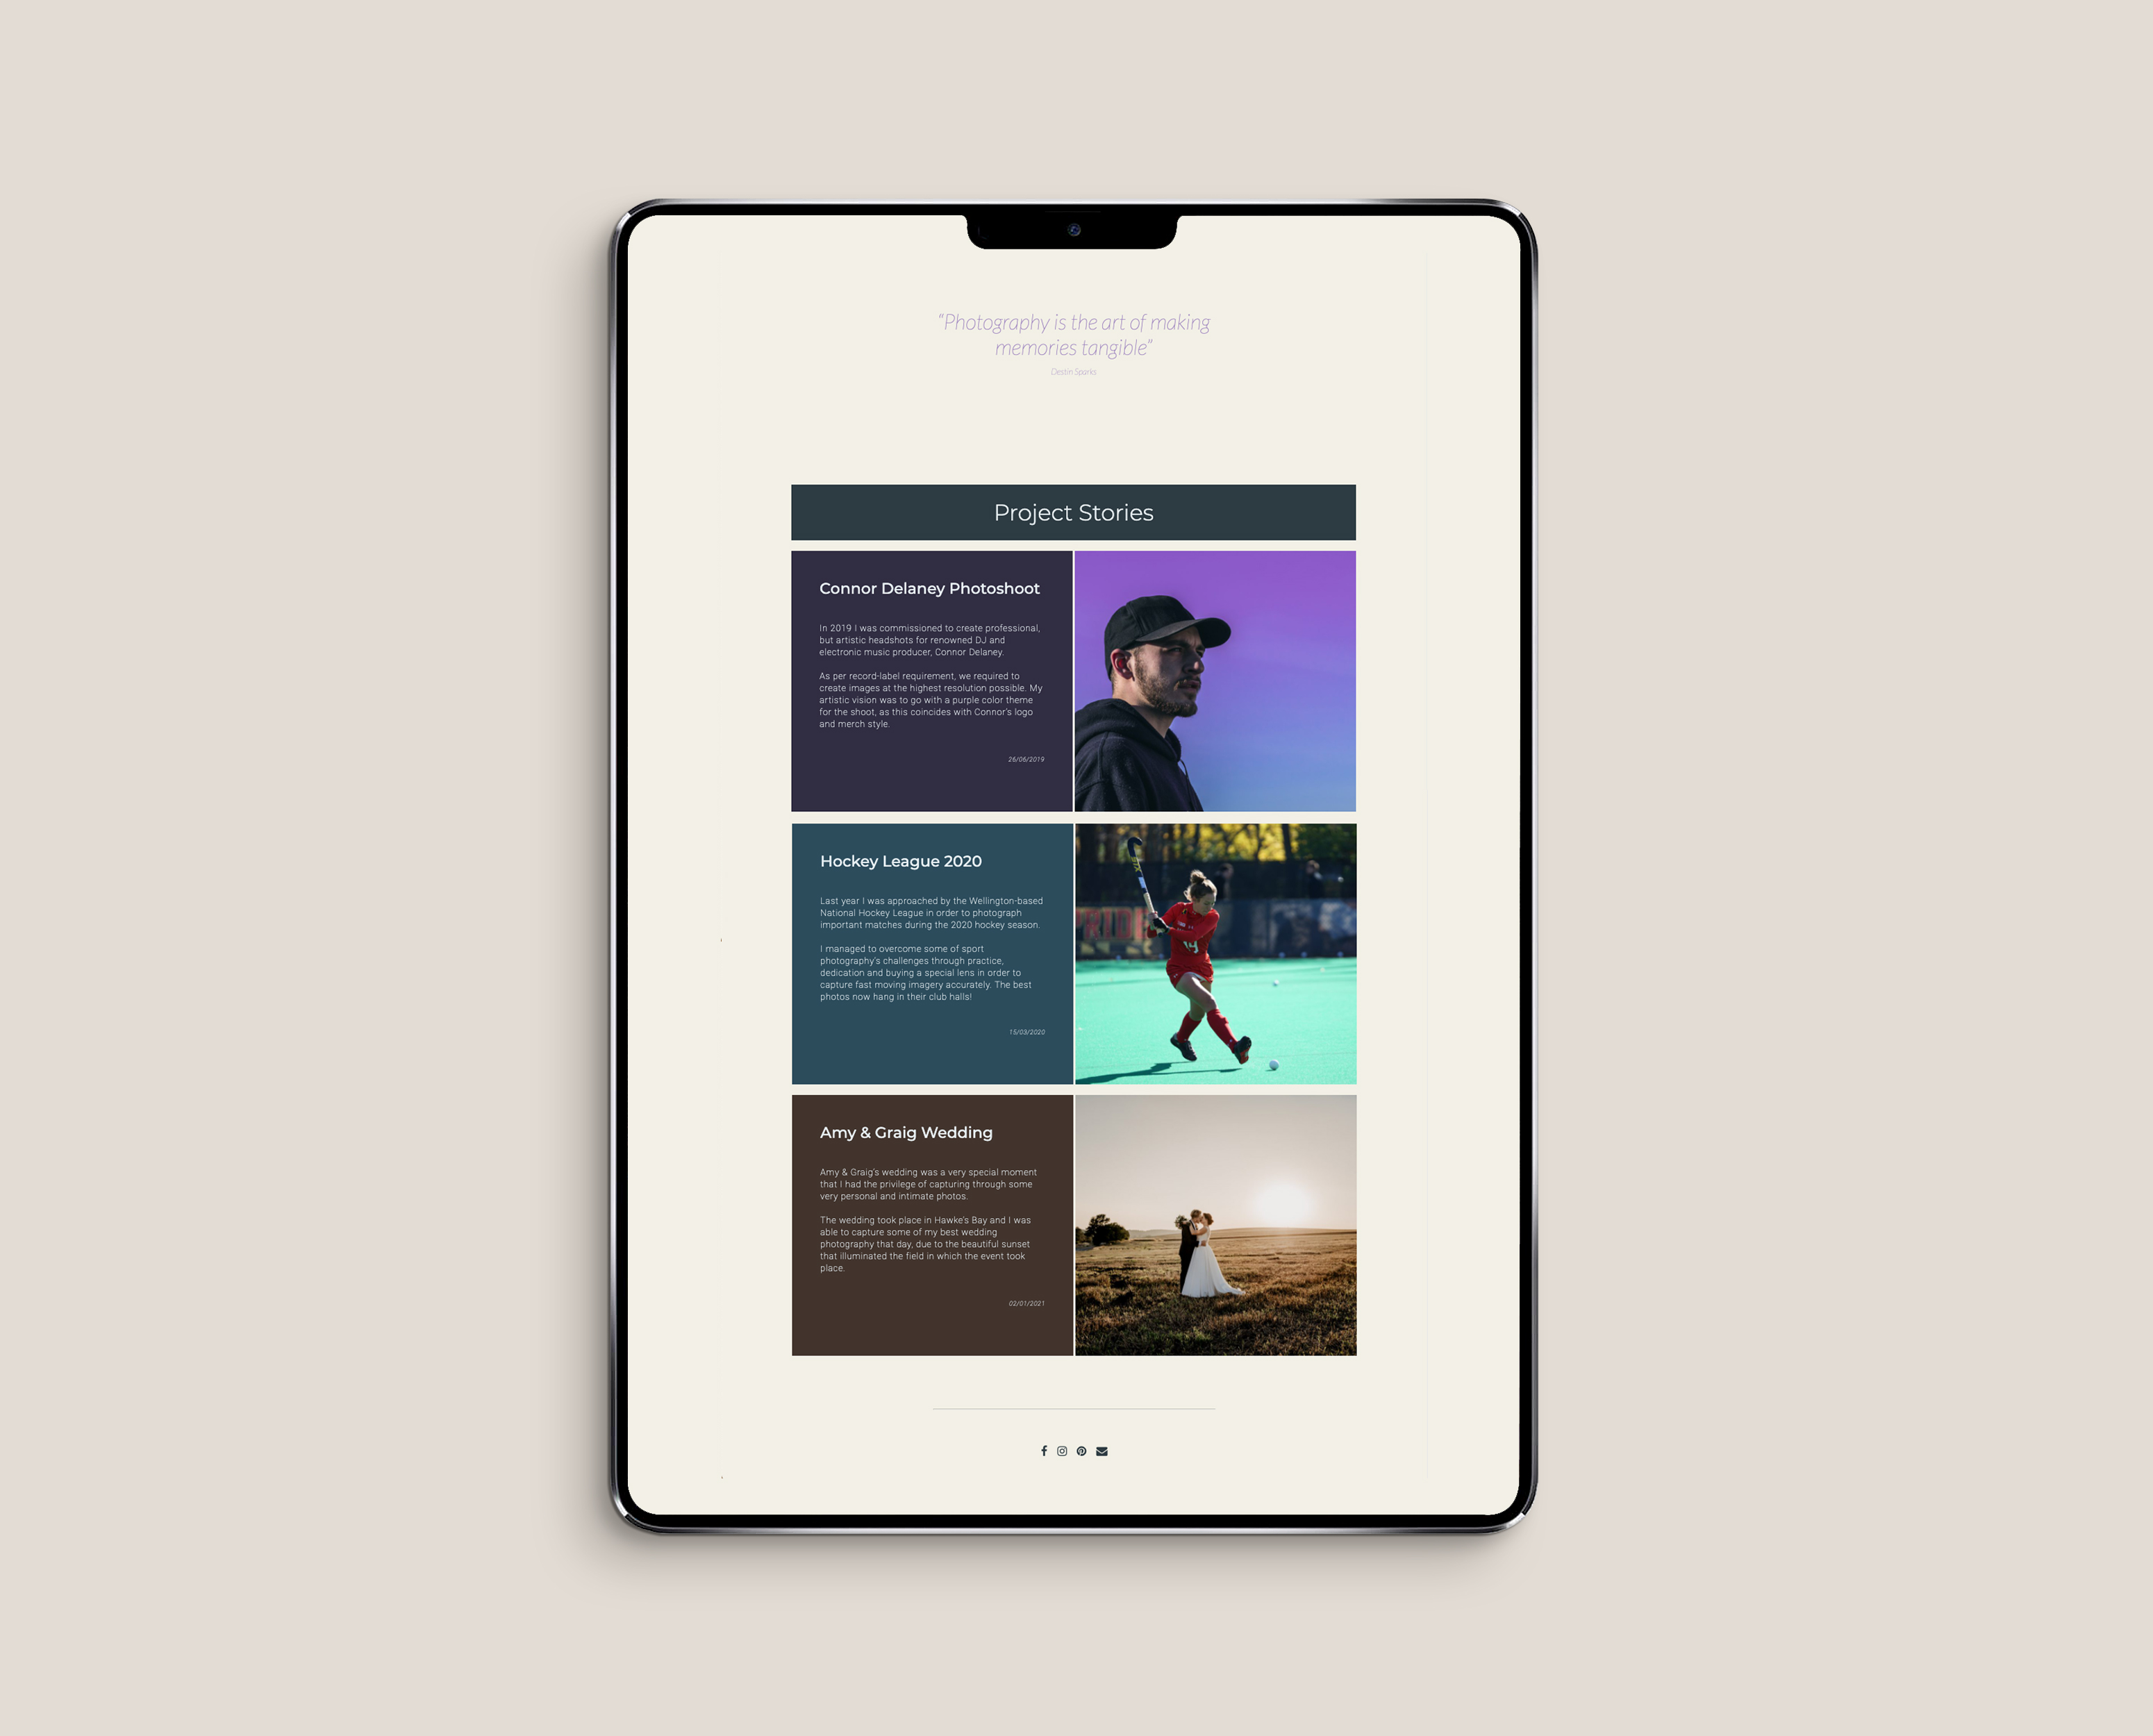 “Photography is the art of making
memories tangible”
Destin Sparks
Project Stories
Connor Delaney Photoshoot
In 2019 I was commissioned to create professional,
but artistic headshots for renowned DJ and
electronic music producer, Connor Delaney.
As per record-label requirement, we required to
create images at the highest resolution possible. My
artistic vision was to go with a purple color theme
for the shoot, as this coincides with Connor's logo
and merch style.
26/06/2019
Hockey League 2020
Last year I was approached by the Wellington-based
National Hockey League in order to photograph
important matches during the 2020 hockey season.
I managed to overcome some of sport
photography's challenges through practice,
dedication and buying a special lens in order to
capture fast moving imagery accurately. The best
photos now hang in their club halls!
15/03/2020
PRIDE
14
Amy & Graig Wedding
Amy & Graig's wedding was a very special moment
that I had the privilege of capturing through some
very personal and intimate photos.
The wedding took place in Hawke's Bay and I was
able to capture some of my best wedding
photography that day, due to the beautiful sunset
that illuminated the field in which the event took
place.
02/01/2021